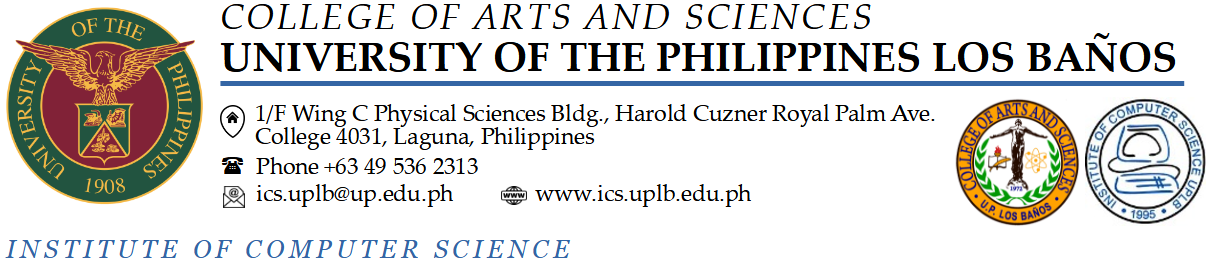 COLLEGE OF ARTS AND SCIENCES
UNIVERSITY OF THE PHILIPPINES LOS BAÑOS
UNIVERSITY OF THE PHILIPPINES
1908
1/F Wing C Physical Sciences Bldg., Harold Cuzner Royal Palm Ave.
College 4031, Laguna, Philippines
Phone +63 49 536 2313
ics.uplb@up.edu.ph
www
www.ics.uplb.edu.ph
COLLEGE OF ARTS AND SCIENCES
1972
U.P. LOS BAÑOS
INSTITUTE OF COMPUTER SCIENCE UPLB
1995
INSTITUTE OF COMPUTER SCIENCE